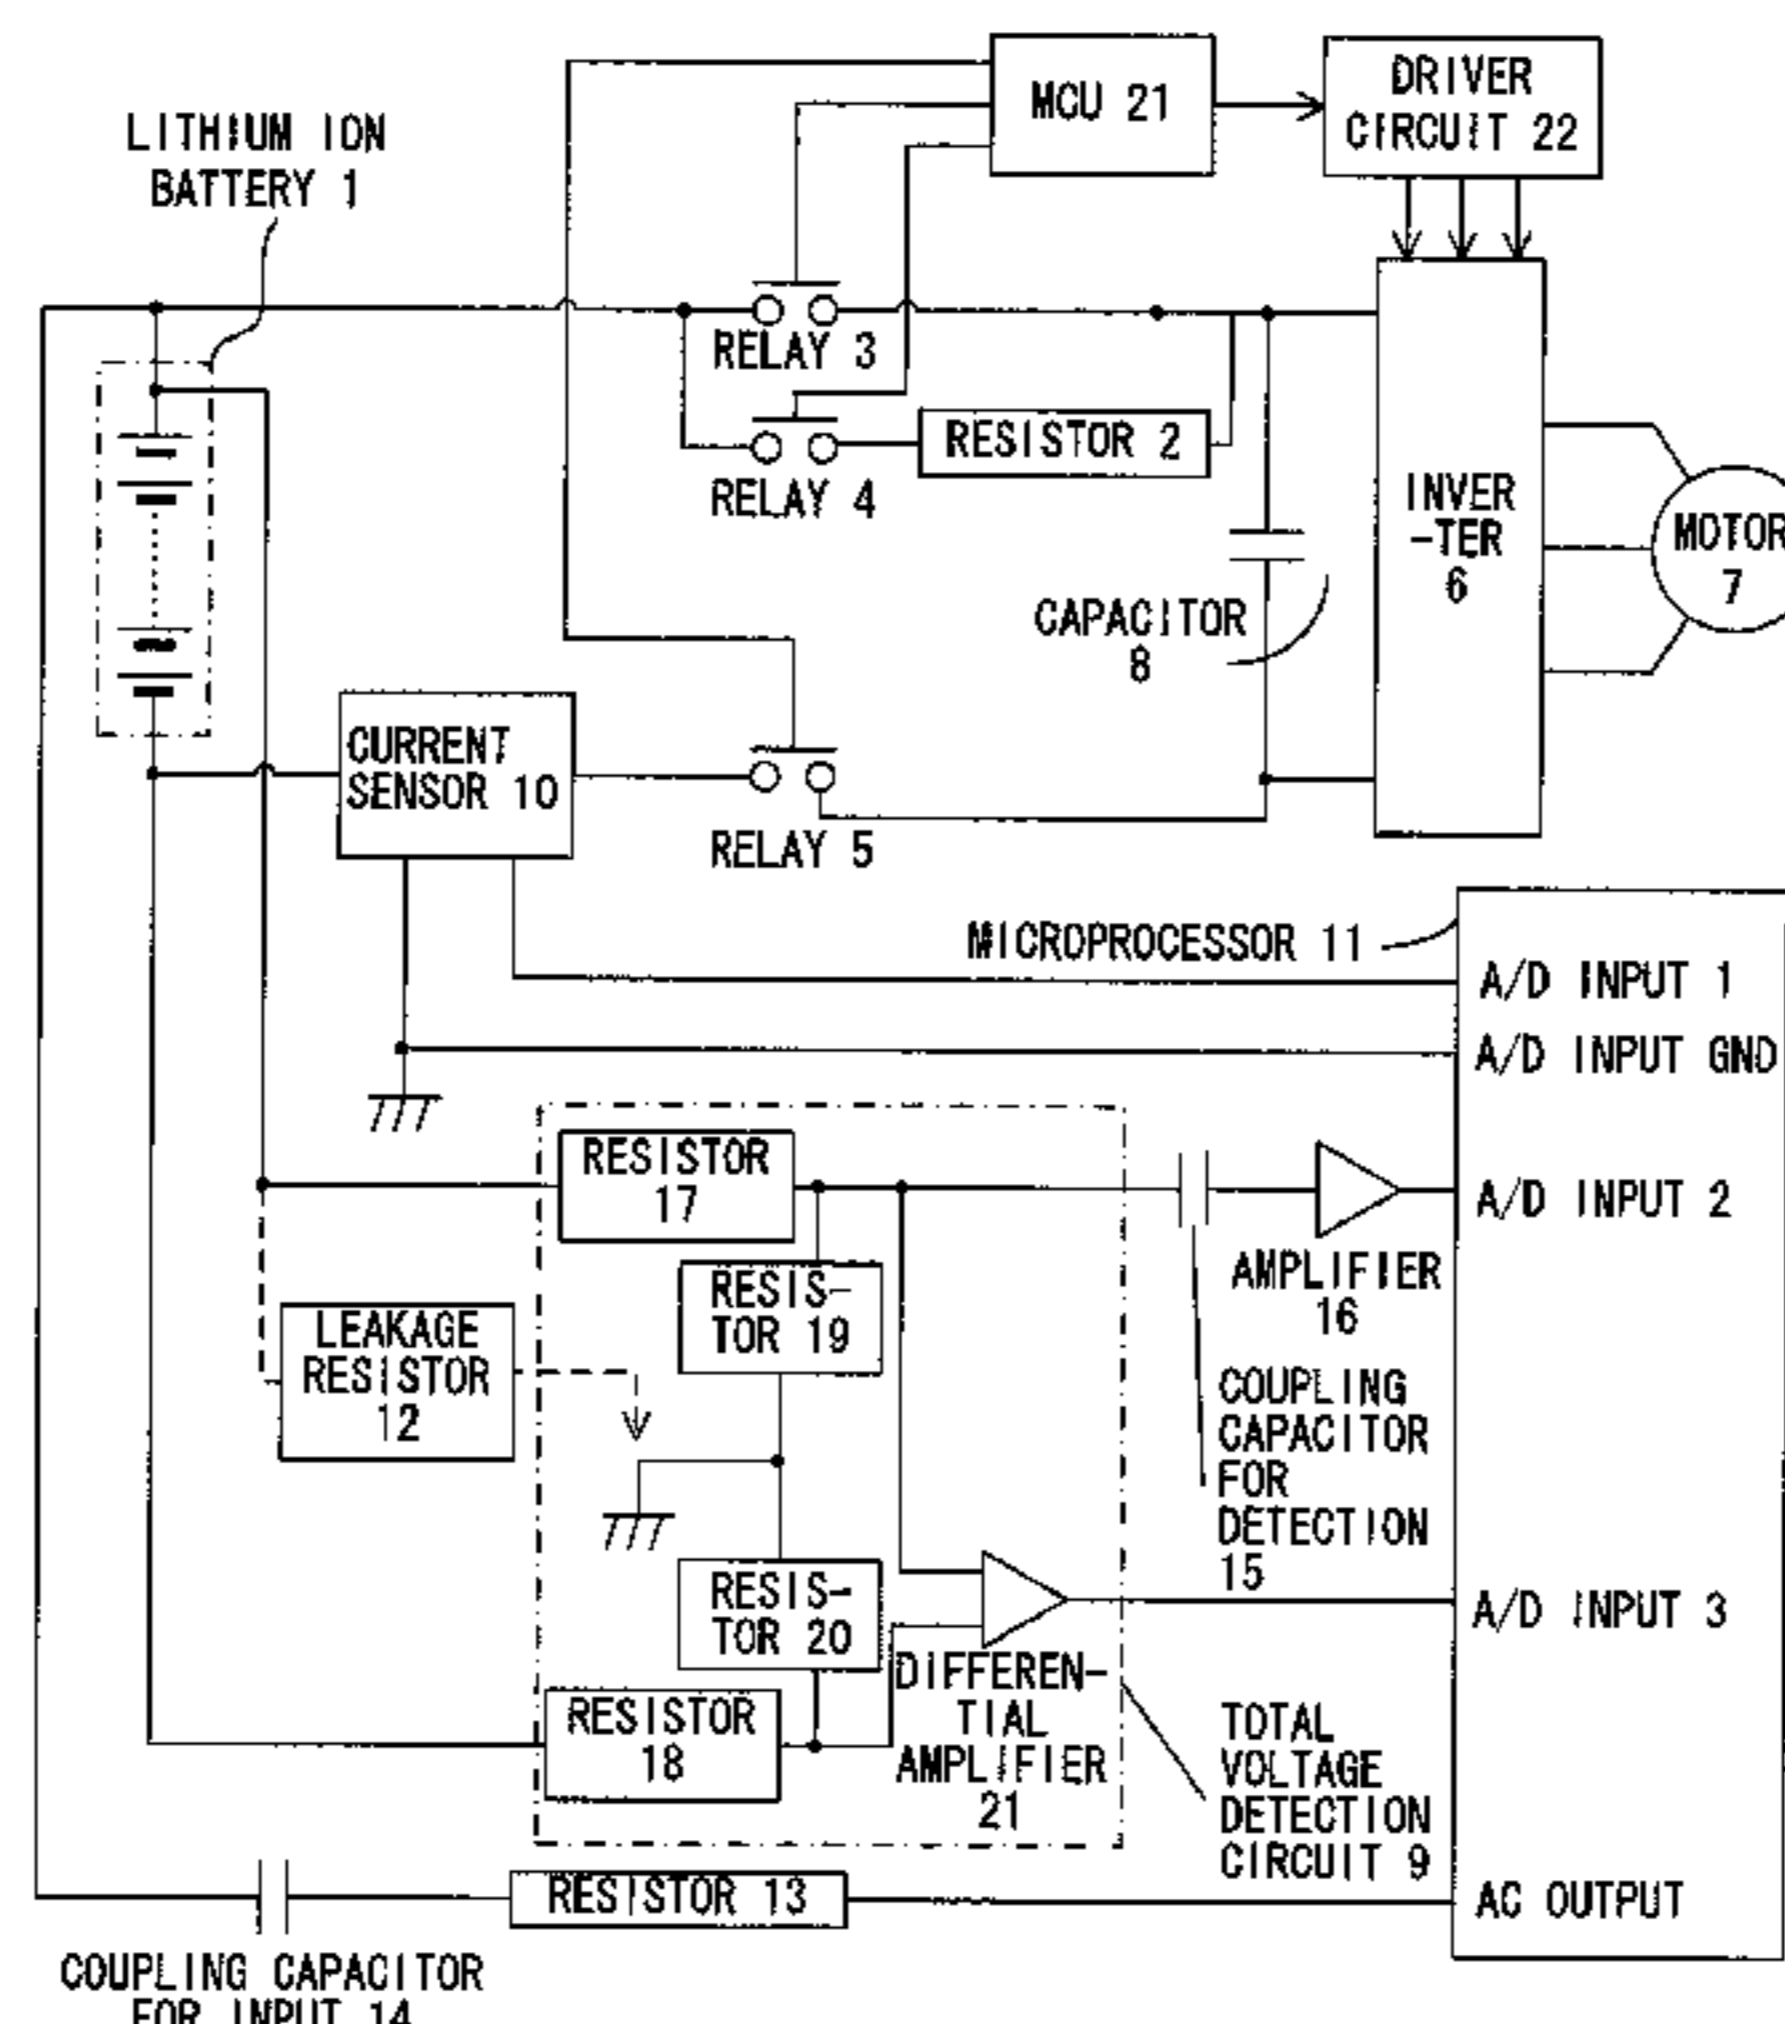 MCU 21
DRIVER
CIRCUIT 22
LITHIUM ION
BATTERY 1
RELAY 3
RESISTOR 2
RELAY 4
INVER
-TER
6
MOTOR
7
CAPACITOR
8
CURRENT
SENSOR 10
RELAY 5
MICROPROCESSOR 11
A/D INPUT 1
A/D INPUT GND
RESISTOR
17
A/D INPUT 2
AMPLIFIER
16
RESIS-
TOR 19
LEAKAGE
RESISTOR
12
COUPLING
CAPACITOR
FOR
DETECTION
15
RESIS-
TOR 20
A/D INPUT 3
DIFFEREN-
TIAL
AMPLIFIER
21
RESISTOR
18
TOTAL
VOLTAGE
DETECTION
CIRCUIT 9
RESISTOR 13
AC OUTPUT
COUPLING CAPACITOR
FOR INPUT 14